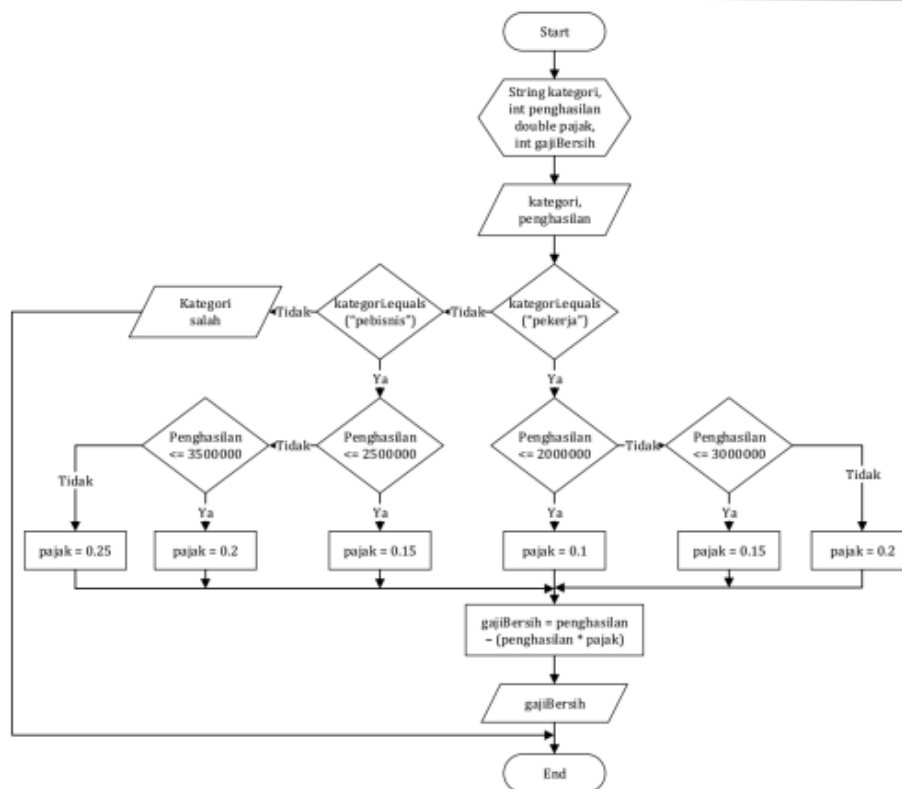 Start
String kategori,
int penghasilan
double pajak,
int gajiBersih
kategori,
penghasilan
Kategori
salah
Tidak
kategori.equals
("pebisnis")
Tidak
kategori.equals
("pekerja")
Ya
Ya
Penghasilan
<= 3500000
Tidak
Penghasilan
<= 2500000
Penghasilan
<= 2000000
Tidak
Penghasilan
<= 3000000
Tidak
Tidak
Ya
Ya
Ya
Ya
pajak = 0.25
pajak = 0.2
pajak = 0.15
pajak = 0.1
pajak = 0.15
pajak = 0.2
gajiBersih = penghasilan
– (penghasilan * pajak)
gajiBersih
End